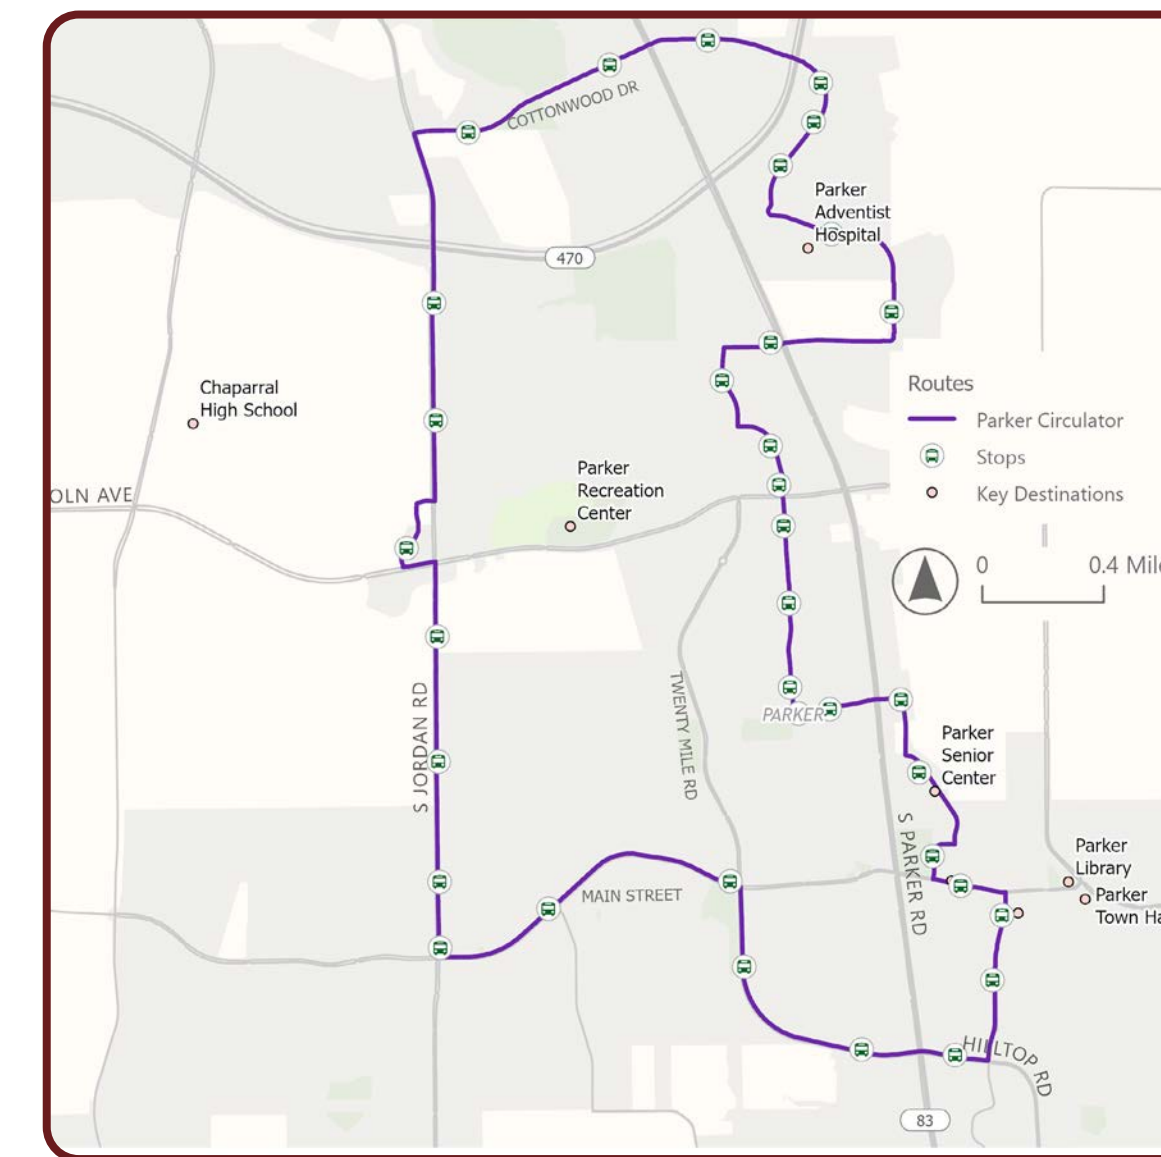 COTTONWOOD DR
Parker
Adventist
Hospital
470
Chaparral
High School
Routes
Parker Circulator
Stops
Key Destinations
OLN AVE
Parker
Recreation
Center
0
0.4 Mile
S JORDAN RD
TWENTY MILE RD
PARKER
Parker
Senior
Center
S PARKER RD
Parker
Library
Parker
Town Ha
MAIN STREET
HILLTOP RD
83